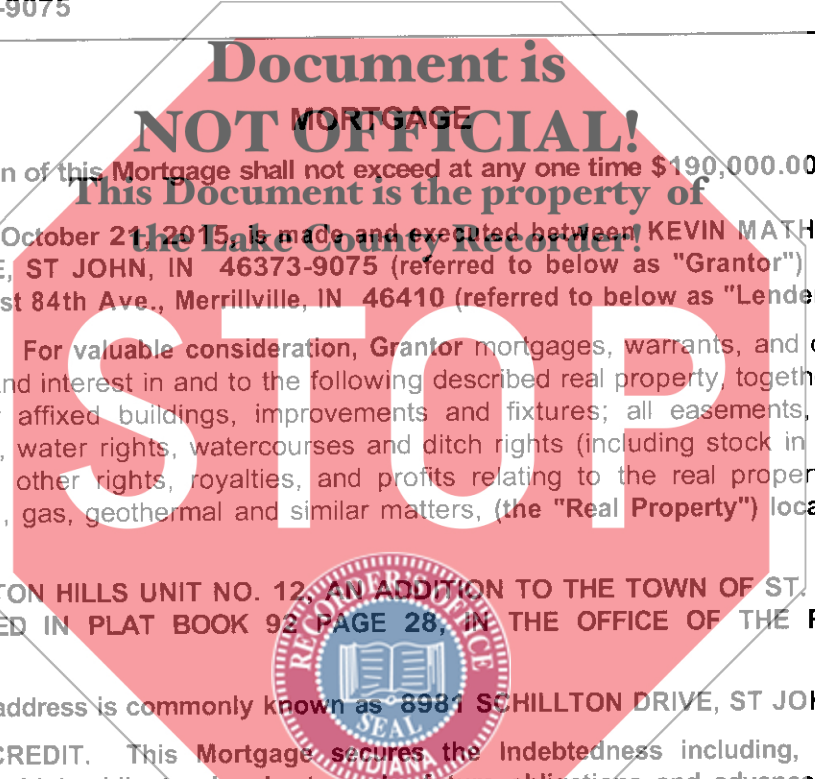 -9075
Document is
NOT OFFICIAL!
MORTGAGE
n of this Mortgage shall not exceed at any one time $190,000.00
This Document is the property of
the Lake County Recorder!
October 21, 2015, is made and executed between KEVIN MATH
E, ST JOHN, IN 46373-9075 (referred to below as "Grantor")
st 84th Ave., Merrillville, IN 46410 (referred to below as "Lende
For valuable consideration, Grantor mortgages, warrants, and
nd interest in and to the following described real property, togeth
affixed buildings, improvements and fixtures; all easements,
, water rights, watercourses and ditch rights (including stock in
other rights, royalties, and profits relating to the real proper
, gas, geothermal and similar matters, (the "Real Property") loca
STOP
TON HILLS UNIT NO. 12, AN ADDITION TO THE TOWN OF ST.
ED IN PLAT BOOK 92 PAGE 28, IN THE OFFICE OF THE
RECORDER'S OFFICE
address is commonly known as 8981 SCHILLTON DRIVE, ST JOH
SEAL
CREDIT. This Mortgage secures the Indebtedness including,
INDIANA